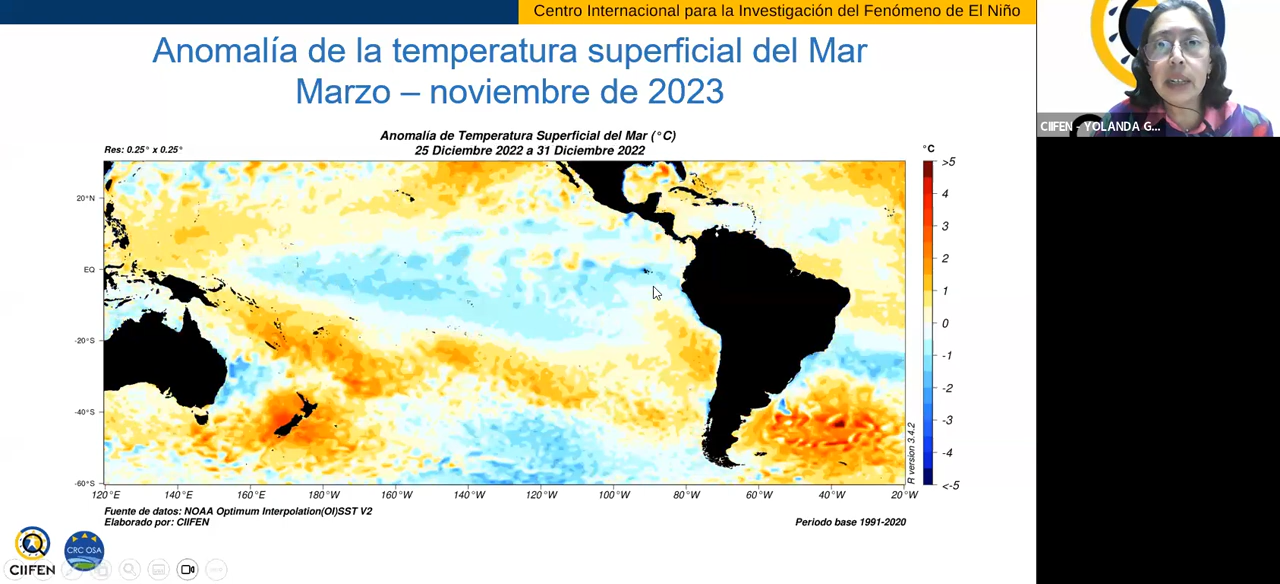 Centro Internacional para la Investigación del Fenómeno de El Niño
Anomalía de la temperatura superficial del Mar
Marzo – noviembre de 2023
Anomalía de Temperatura Superficial del Mar (°C)
Res: 0.25° x 0.25°
25 Diciembre 2022 a 31 Diciembre 2022
°C
>5
4
3
2
1
0
-1
-2
-3
-4
<-5
20°N
EQ
-20°S
-40°S
-60°S
120°E
140°E
160°E
180°W
160°W
140°W
120°W
100°W
80°W
60°W
40°W
20°W
R version 3.4.2
Fuente de datos: NOAA Optimum Interpolation(OI)SST V2
Elaborado por: CIIFEN
Periodo base 1991-2020
CIIFEN
CRC OSA
CIIFEN - YOLANDA G...